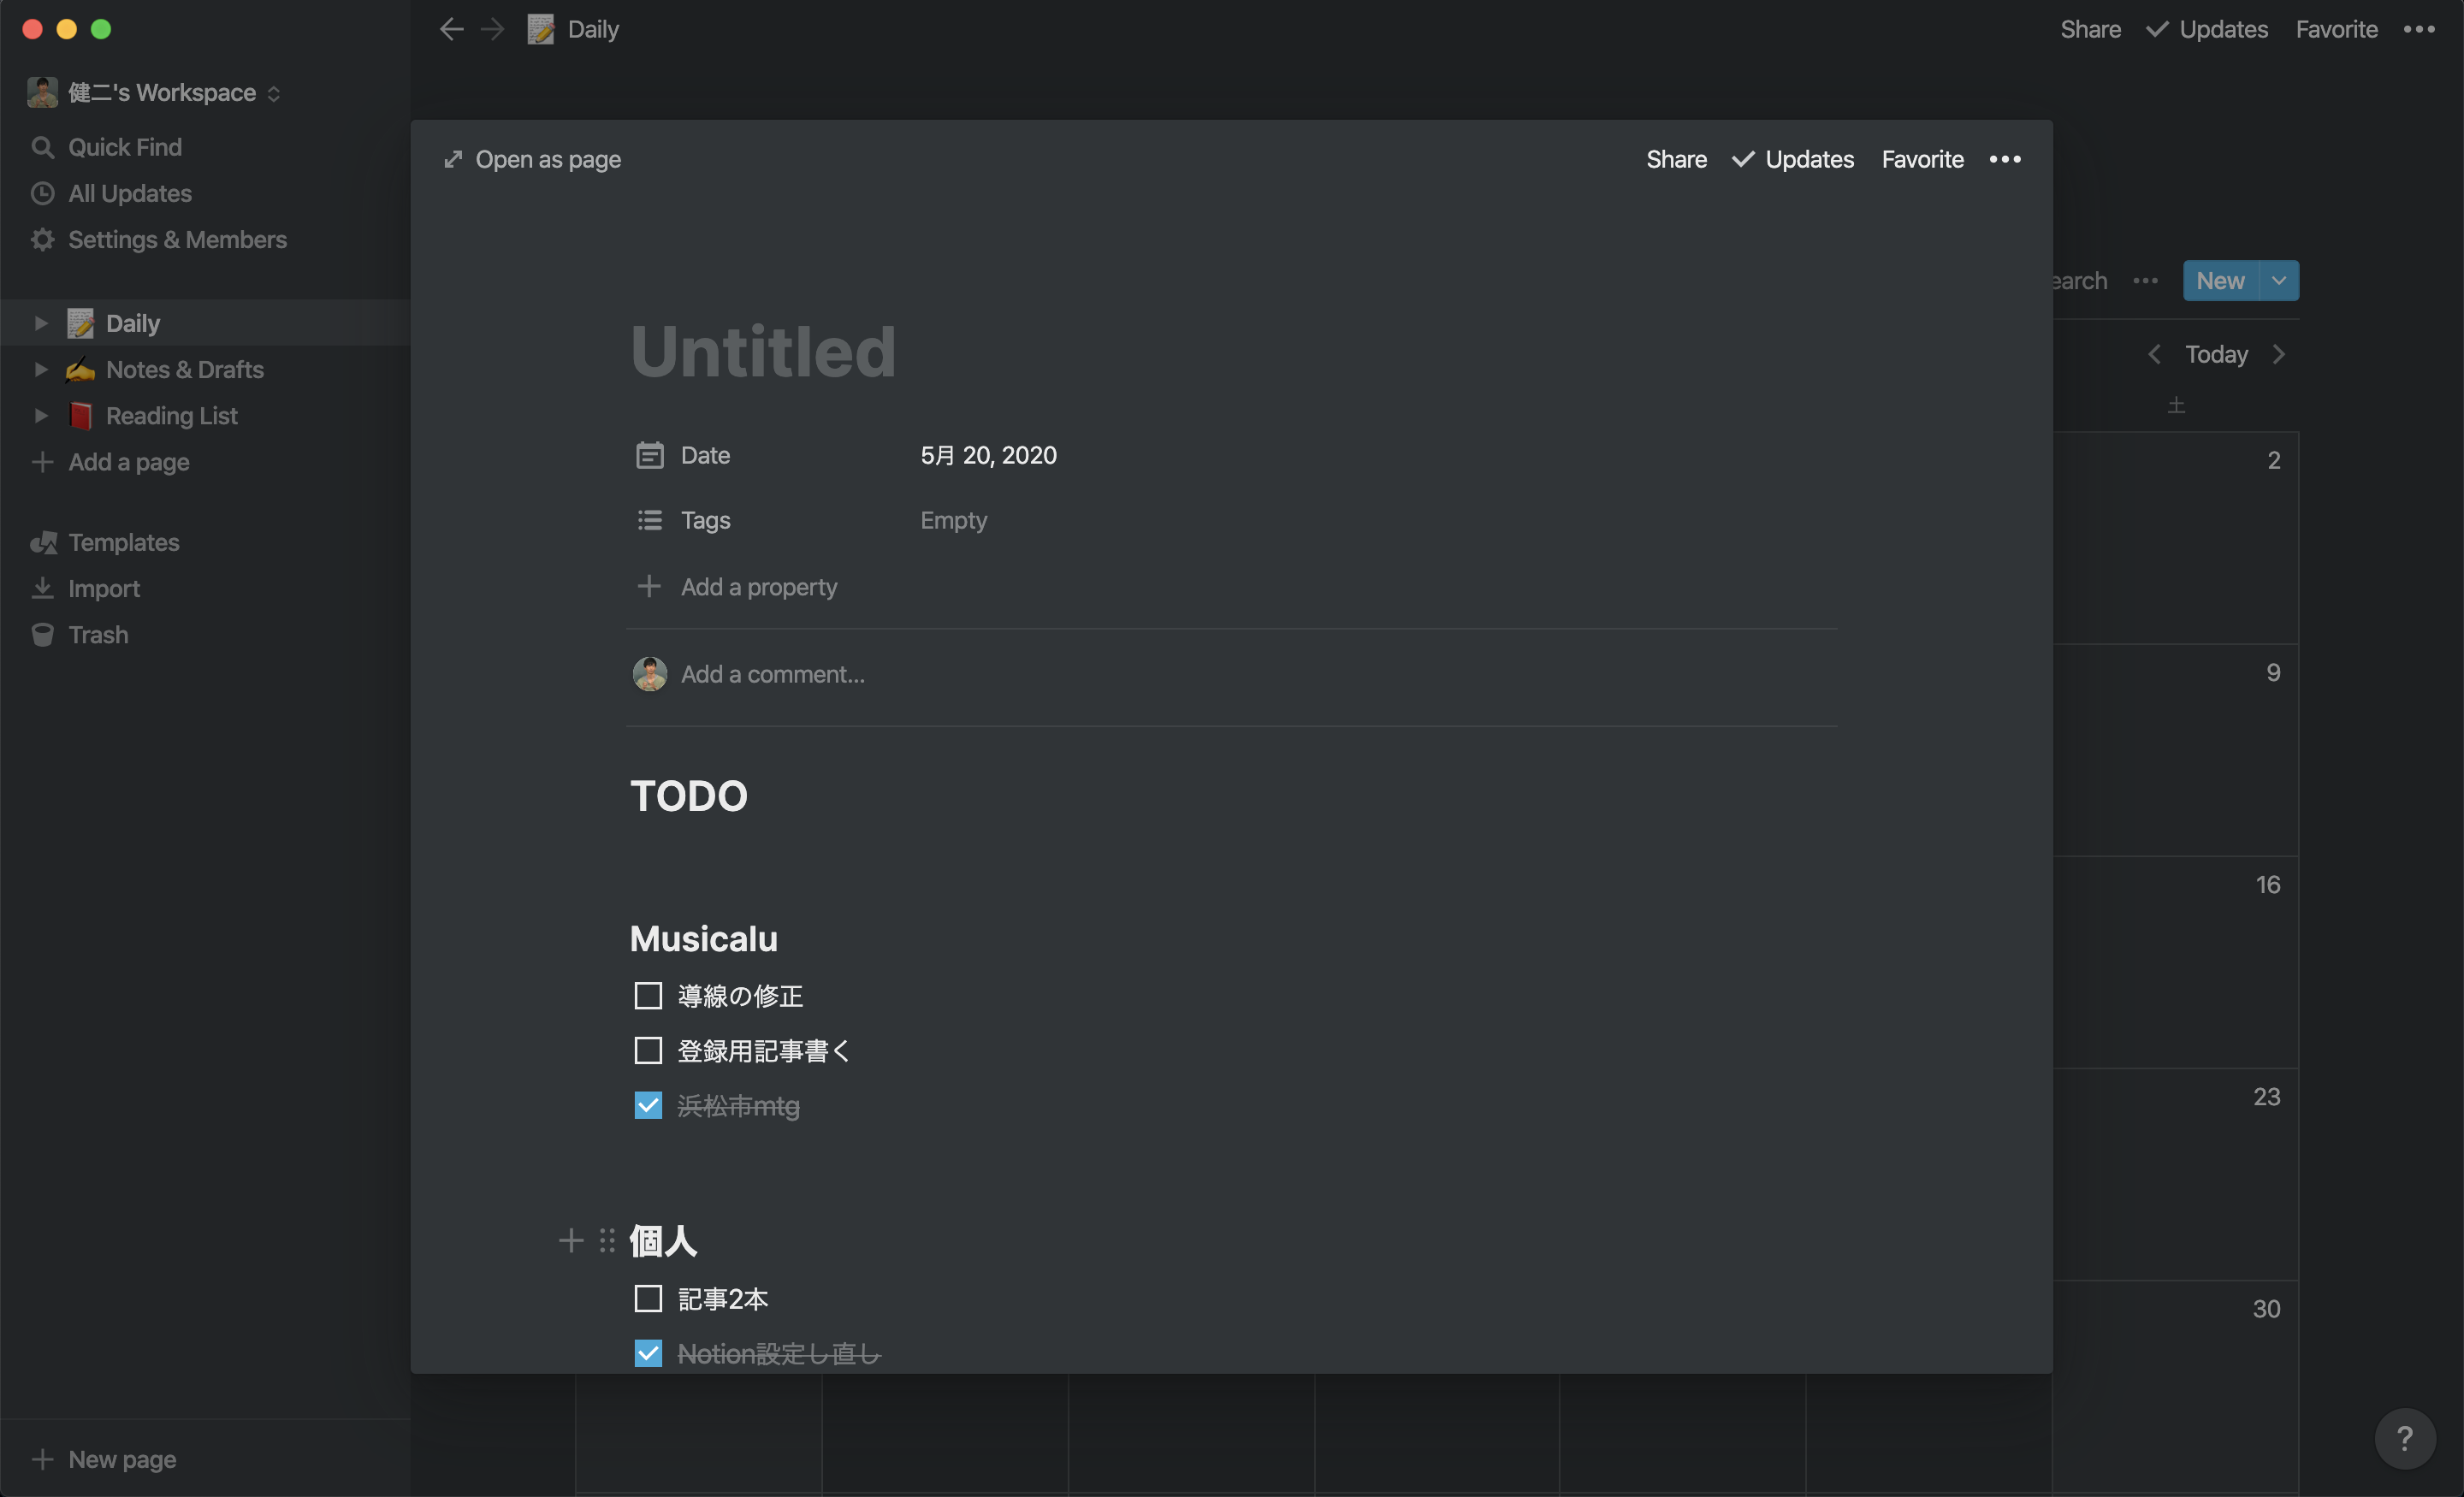 Daily
Share
Updates
Favorite
健二's Workspace
Quick Find
All Updates
Settings & Members
Daily
Notes & Drafts
Reading List
Add a page
Templates
Import
Trash
New page
Open as page
Share
Updates
Favorite
Untitled
Date
5月 20, 2020
Tags
Empty
Add a property
Add a comment...
TODO
Musicalu
導線の修正
登録用記事書く
浜松市mtg
個人
記事2本
Notion設定し直し
earch
New
Today
土
2
9
16
23
30
?